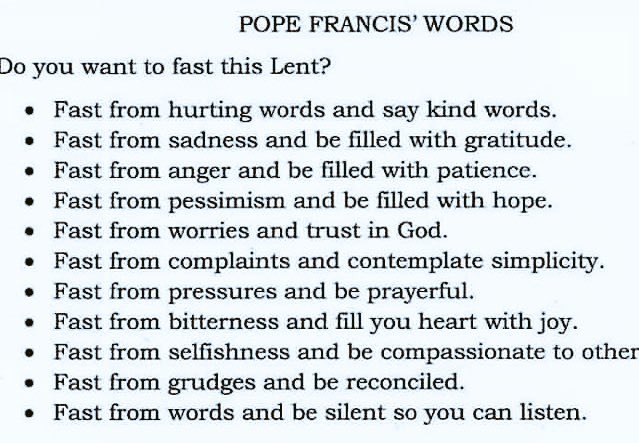 POPE FRANCIS' WORDS
Do you want to fast this Lent?
• Fast from hurting words and say kind words.
• Fast from sadness and be filled with gratitude.
• Fast from anger and be filled with patience.
• Fast from pessimism and be filled with hope.
• Fast from worries and trust in God.
• Fast from complaints and contemplate simplicity.
• Fast from pressures and be prayerful.
• Fast from bitterness and fill you heart with joy.
• Fast from selfishness and be compassionate to other
• Fast from grudges and be reconciled.
• Fast from words and be silent so you can listen.